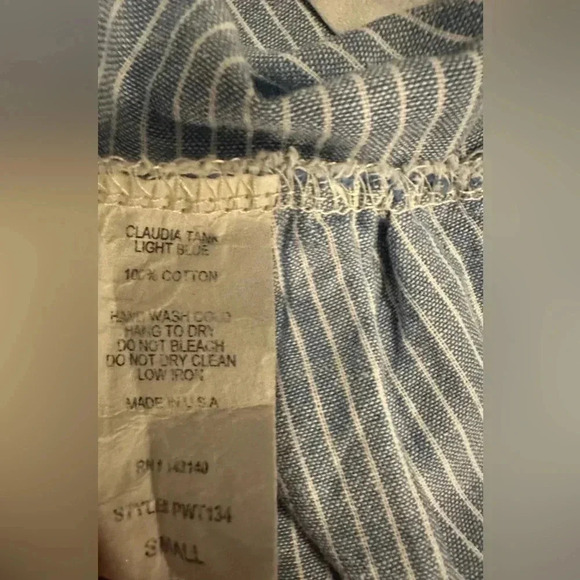 CLAUDIA TANK
LIGHT BLUE
100% COTTON
HAND WASH COLD
HANG TO DRY
DO NOT BLEACH
DO NOT DRY CLEAN
LOW IRON
MADE IN U.S.A
STYLE# PWT134
SMALL